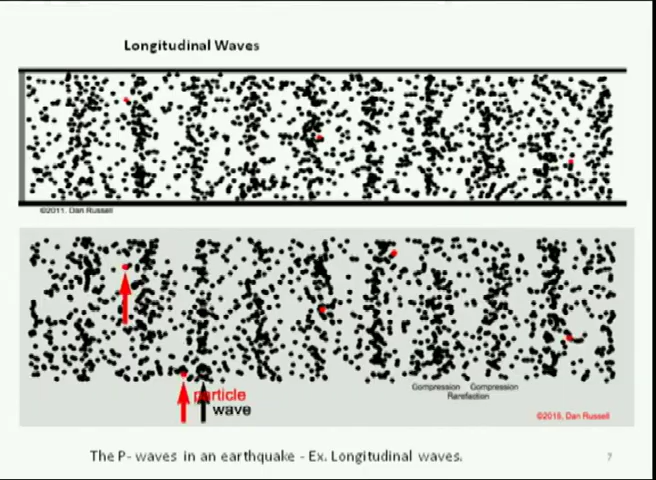 Longitudinal Waves
©2011, Dan Russell
particle
wave
Compression Compression
Rarefaction
©2015, Dan Russell
The P- waves in an earthquake - Ex. Longitudinal waves.
7